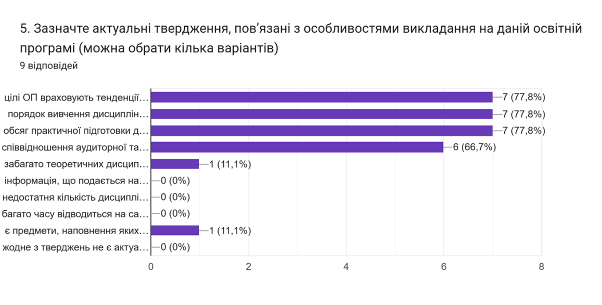 5. Зазначте актуальні твердження, пов’язані з особливостями викладання на даній освітній
програмі (можна обрати кілька варіантів)
9 відповідей
цілі ОП враховують тенденції… 7 (77,8%)
порядок вивчення дисциплін… 7 (77,8%)
обсяг практичної підготовки д… 7 (77,8%)
співвідношення аудиторної та… 6 (66,7%)
забагато теоретичних дисцип… 1 (11,1%)
інформація, що подається на… 0 (0%)
недостатня кількість дисциплі… 0 (0%)
багато часу відводиться на са… 0 (0%)
є предмети, наповнення яких… 1 (11,1%)
жодне з тверджень не є актуа… 0 (0%)
0 2 4 6 8